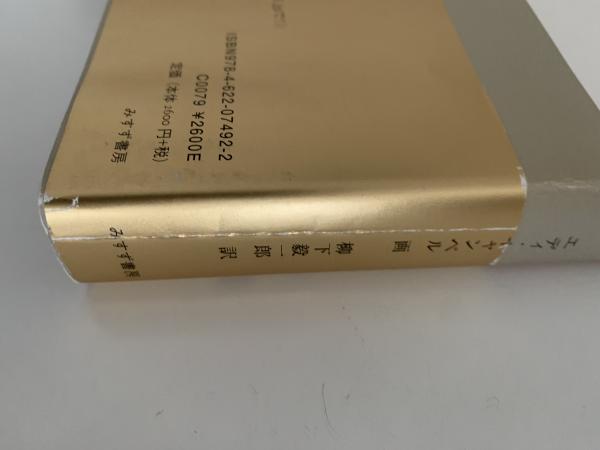 ISBN978-4-622-07492-2
C0079 ¥2600E
定価 (本体 2600円+税)
みすず書房
エディ・キャンベル 画
柳下毅一郎 訳
みすず書房